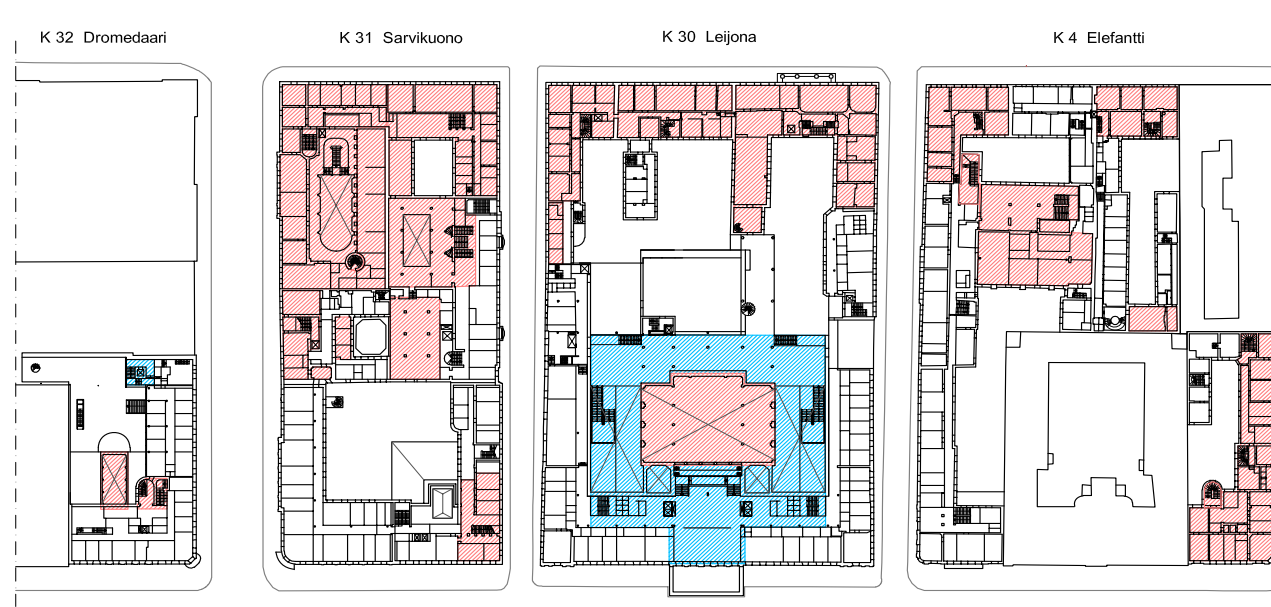 K 32 Dromedaari
K 31 Sarvikuono
K 30 Leijona
K 4 Elefantti